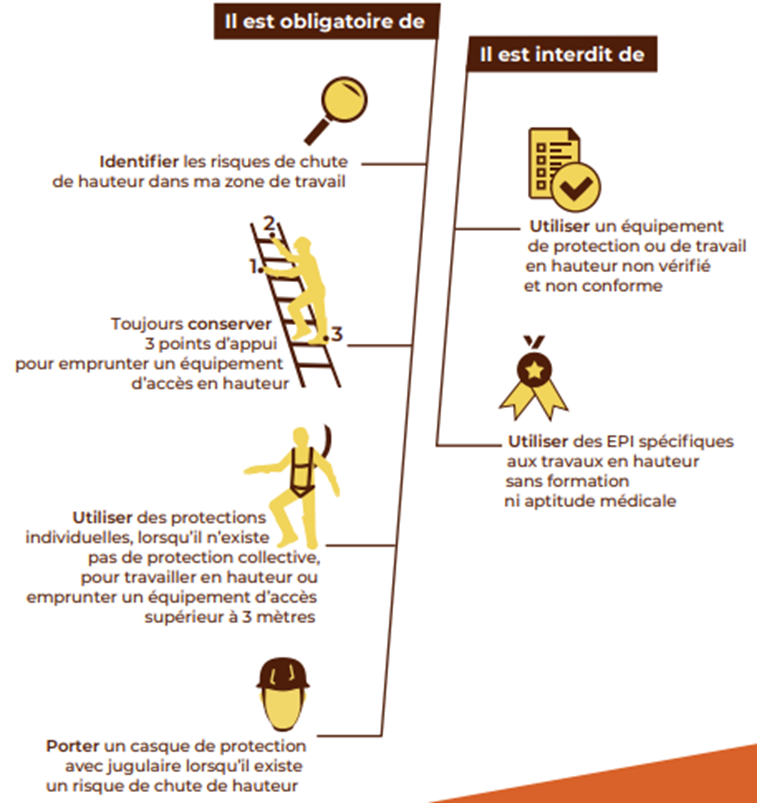 Il est obligatoire de
Identifier les risques de chute
de hauteur dans ma zone de travail
2
1
3
Toujours conserver
3 points d'appui
pour emprunter un équipement
d'accès en hauteur
Utiliser des protections
individuelles, lorsqu'il n'existe
pas de protection collective,
pour travailler en hauteur ou
emprunter un équipement d'accès
supérieur à 3 mètres
Porter un casque de protection
avec jugulaire lorsqu'il existe
un risque de chute de hauteur
Il est interdit de
Utiliser un équipement
de protection ou de travail
en hauteur non vérifié
et non conforme
Utiliser des EPI spécifiques
aux travaux en hauteur
sans formation
ni aptitude médicale